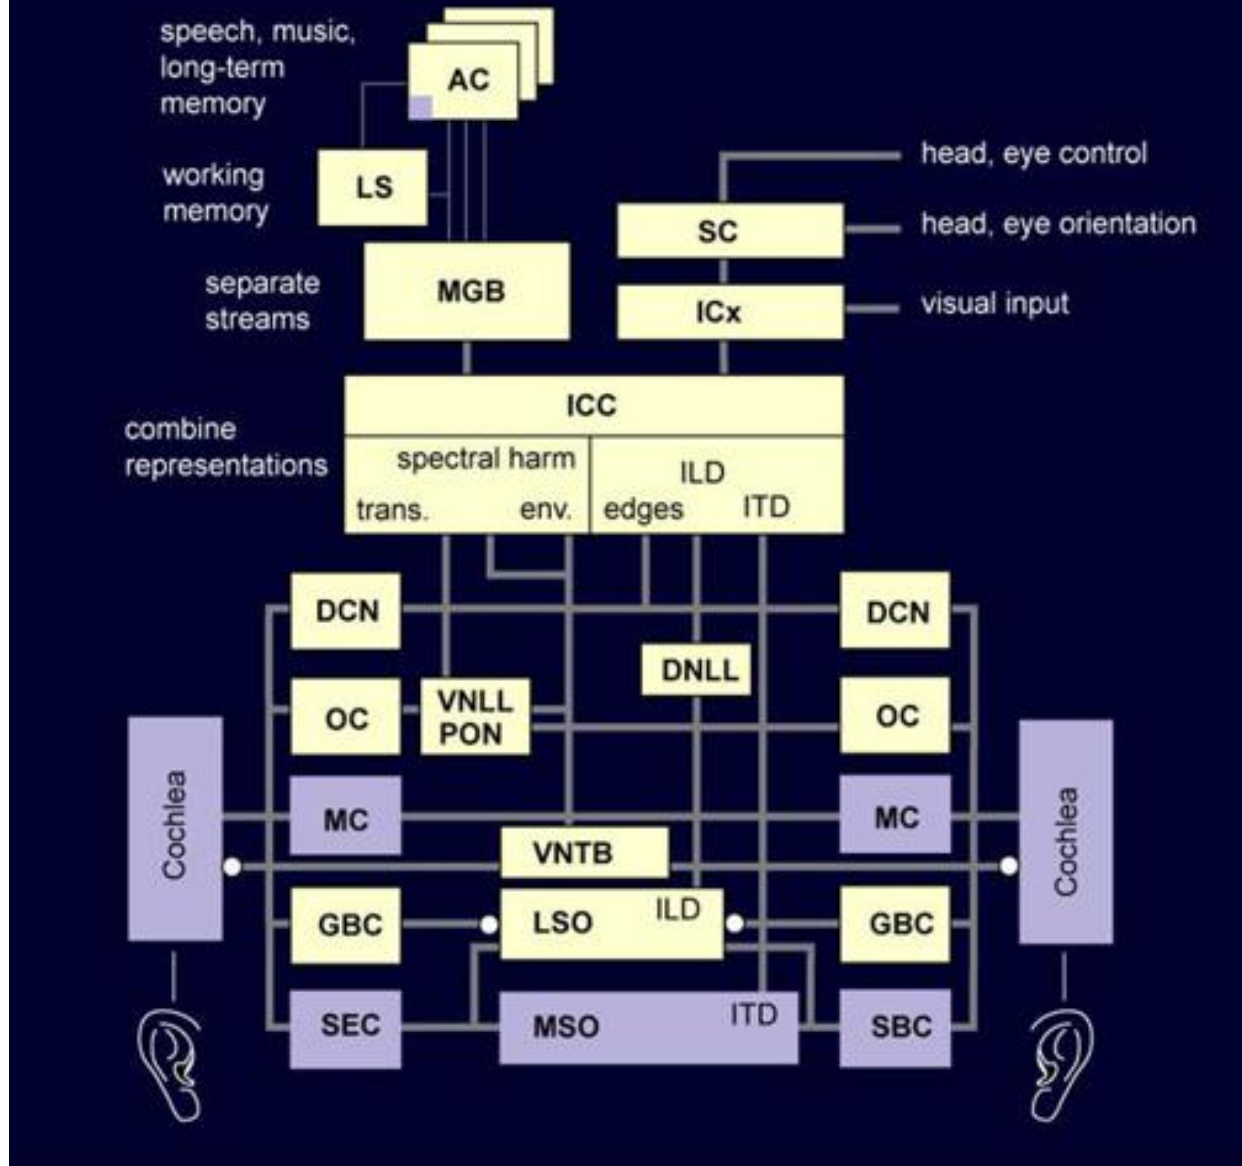 speech, music,
long-term
memory
AC
working
memory
LS
head, eye control
SC
head, eye orientation
separate
streams
MGB
ICx
visual input
ICC
combine
representations
spectral harm
ILD
trans.
env.
edges
ITD
DCN
DCN
DNLL
OC
VNLL
PON
OC
Cochlea
MC
MC
Cochlea
VNTB
GBC
LSO
ILD
GBC
SEC
MSO
ITD
SBC